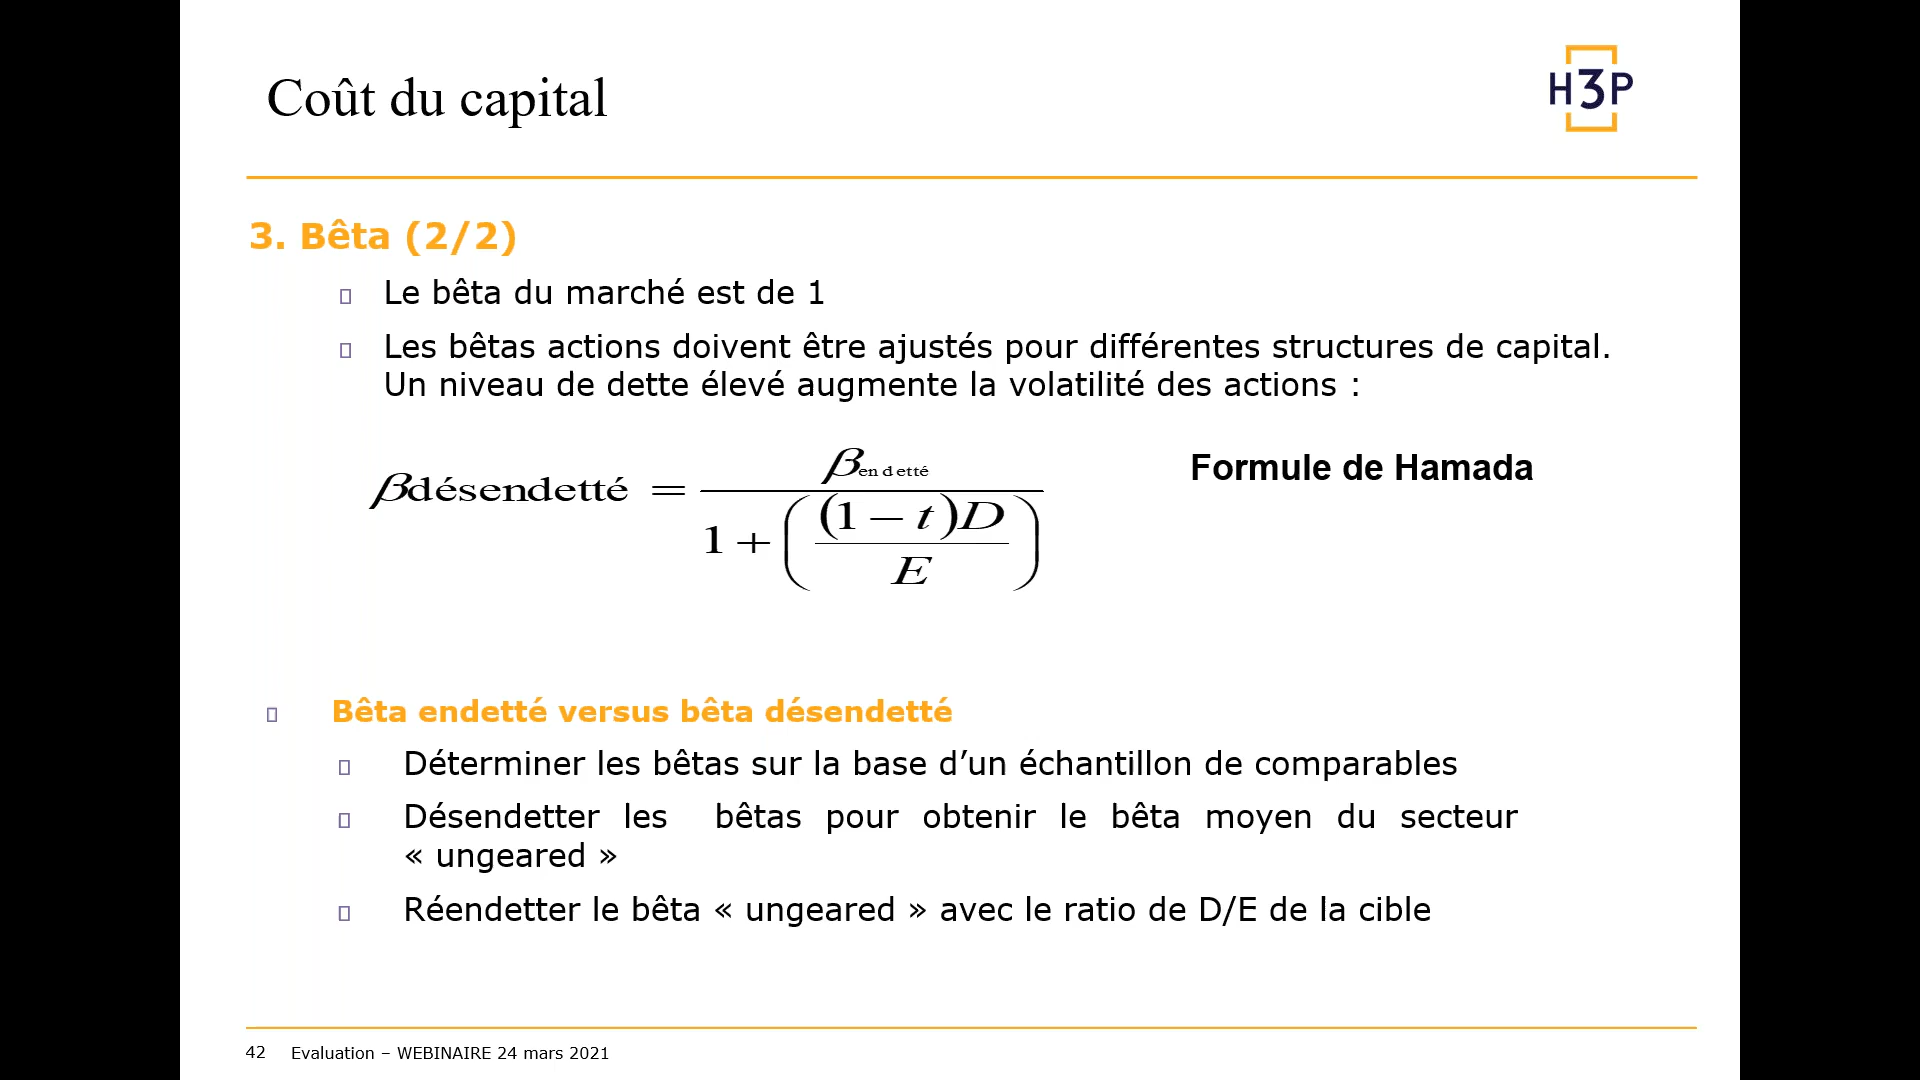 Coût du capital
H3P
3. Bêta (2/2)
Le bêta du marché est de 1
Les bêtas actions doivent être ajustés pour différentes structures de capital.
Un niveau de dette élevé augmente la volatilité des actions :
βdésendetté = βendetté / (1 + ((1 − t)D / E))
Formule de Hamada
Bêta endetté versus bêta désendetté
Déterminer les bêtas sur la base d’un échantillon de comparables
Désendetter les bêtas pour obtenir le bêta moyen du secteur
« ungeared »
Réendetter le bêta « ungeared » avec le ratio de D/E de la cible
42 Evaluation – WEBINAIRE 24 mars 2021